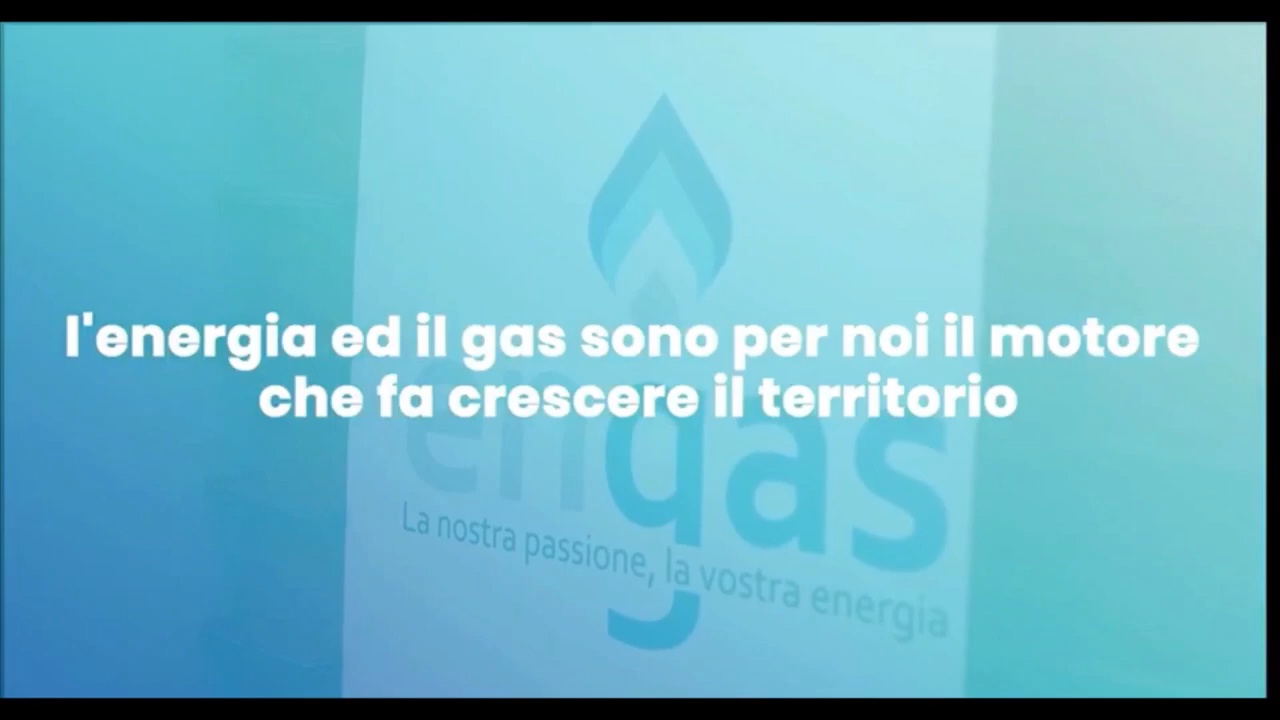 l'energia ed il gas sono per noi il motore
che fa crescere il territorio
engas
La nostra passione, la vostra energia